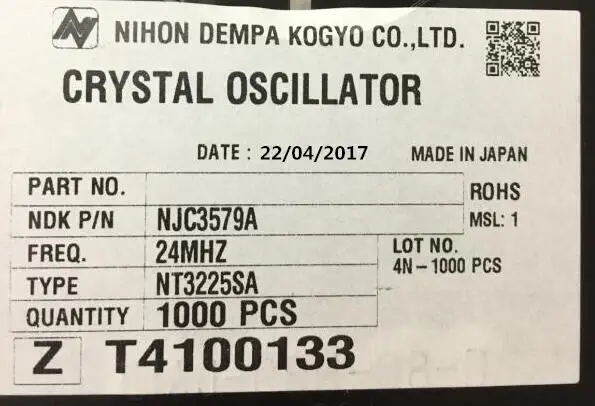 NIHON DEMPA KOGYO CO.,LTD.
CRYSTAL OSCILLATOR
DATE : 22/04/2017 MADE IN JAPAN
PART NO. ROHS
NDK P/N NJC3579A MSL: 1
FREQ. 24MHZ LOT NO.
4N-1000 PCS
TYPE NT3225SA
QUANTITY 1000 PCS
Z T4100133